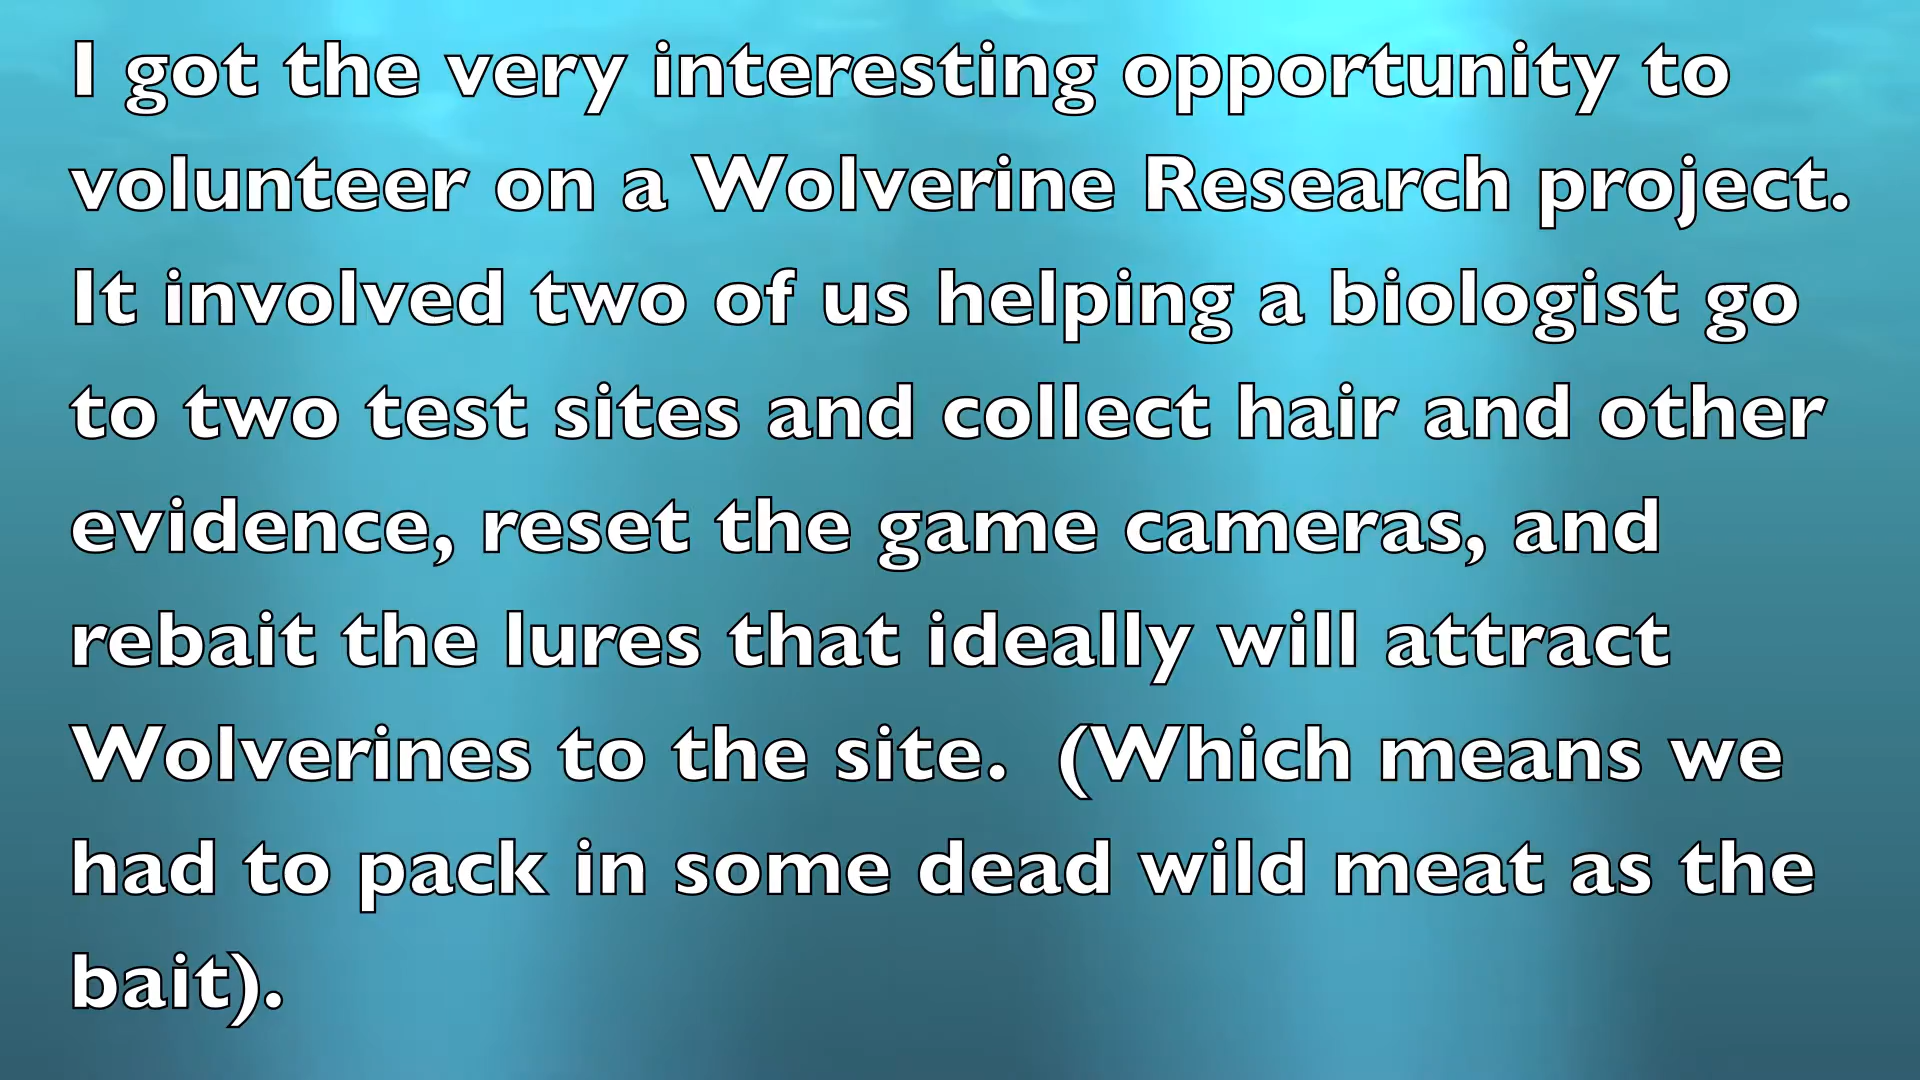 I got the very interesting opportunity to
volunteer on a Wolverine Research project.
It involved two of us helping a biologist go
to two test sites and collect hair and other
evidence, reset the game cameras, and
rebait the lures that ideally will attract
Wolverines to the site.  (Which means we
had to pack in some dead wild meat as the
bait).